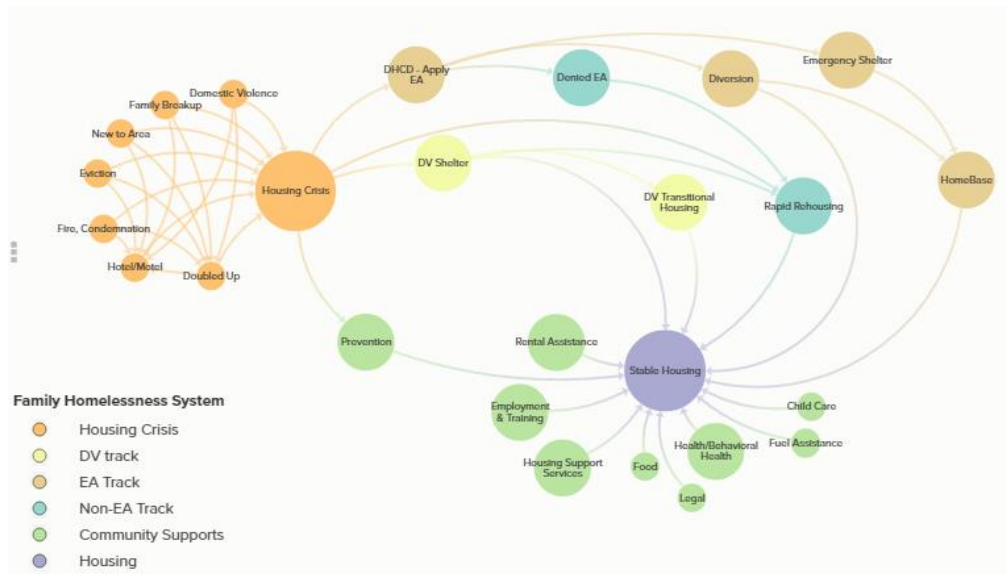 Emergency Shelter
DHCD - Apply
EA
Denied EA
Diversion
Domestic Violence
Family Breakup
New to Area
DV Shelter
Eviction
Housing Crisis
HomeBase
DV Transitional
Housing
Rapid Rehousing
Fire, Condemnation
Hotel/Motel
Doubled Up
Prevention
Rental Assistance
Stable Housing
Employment
& Training
Child Care
Housing Support
Services
Food
Health/Behavioral
Health
Fuel Assistance
Legal
Family Homelessness System
Housing Crisis
DV track
EA Track
Non-EA Track
Community Supports
Housing